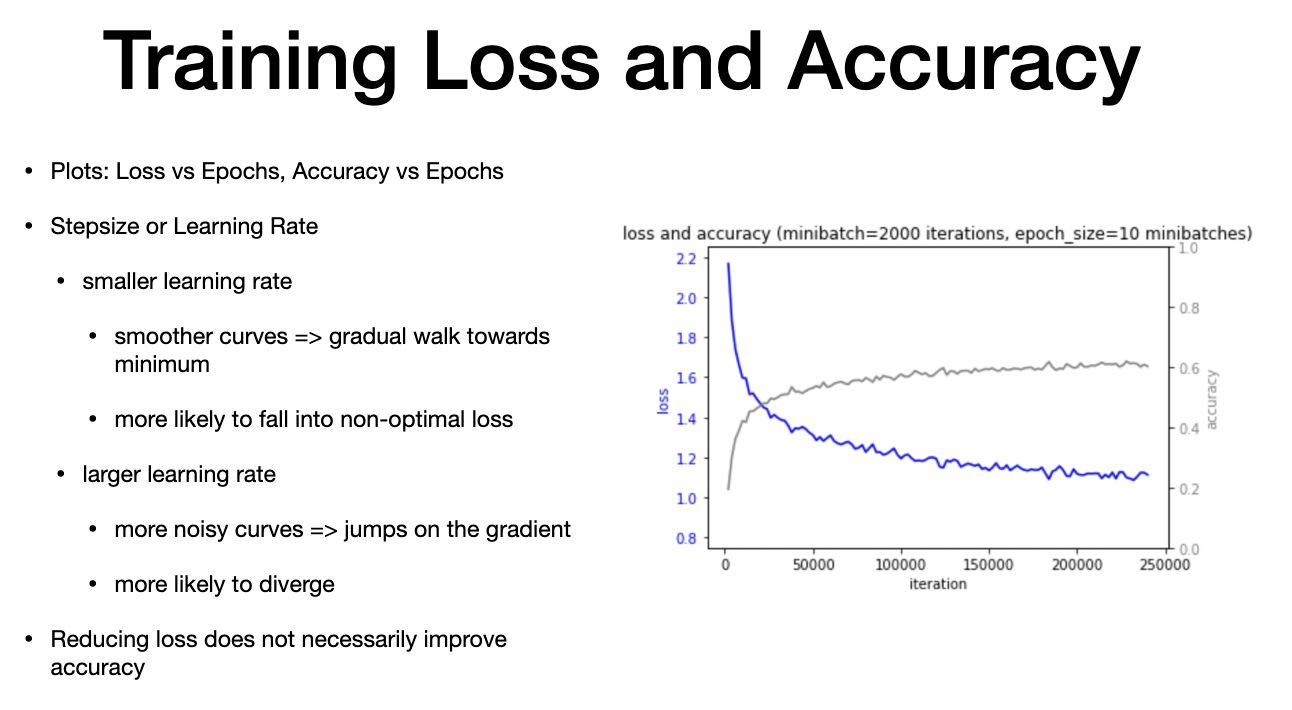 Training Loss and Accuracy
• Plots: Loss vs Epochs, Accuracy vs Epochs
• Stepsize or Learning Rate
• smaller learning rate
• smoother curves => gradual walk towards
minimum
• more likely to fall into non-optimal loss
• larger learning rate
• more noisy curves => jumps on the gradient
• more likely to diverge
• Reducing loss does not necessarily improve
accuracy
loss and accuracy (minibatch=2000 iterations, epoch_size=10 minibatches)
2.2
2.0
1.8
1.6
1.4
1.2
1.0
0.8
loss
1.0
0.8
0.6
0.4
0.2
0.0
accuracy
0 50000 100000 150000 200000 250000
iteration